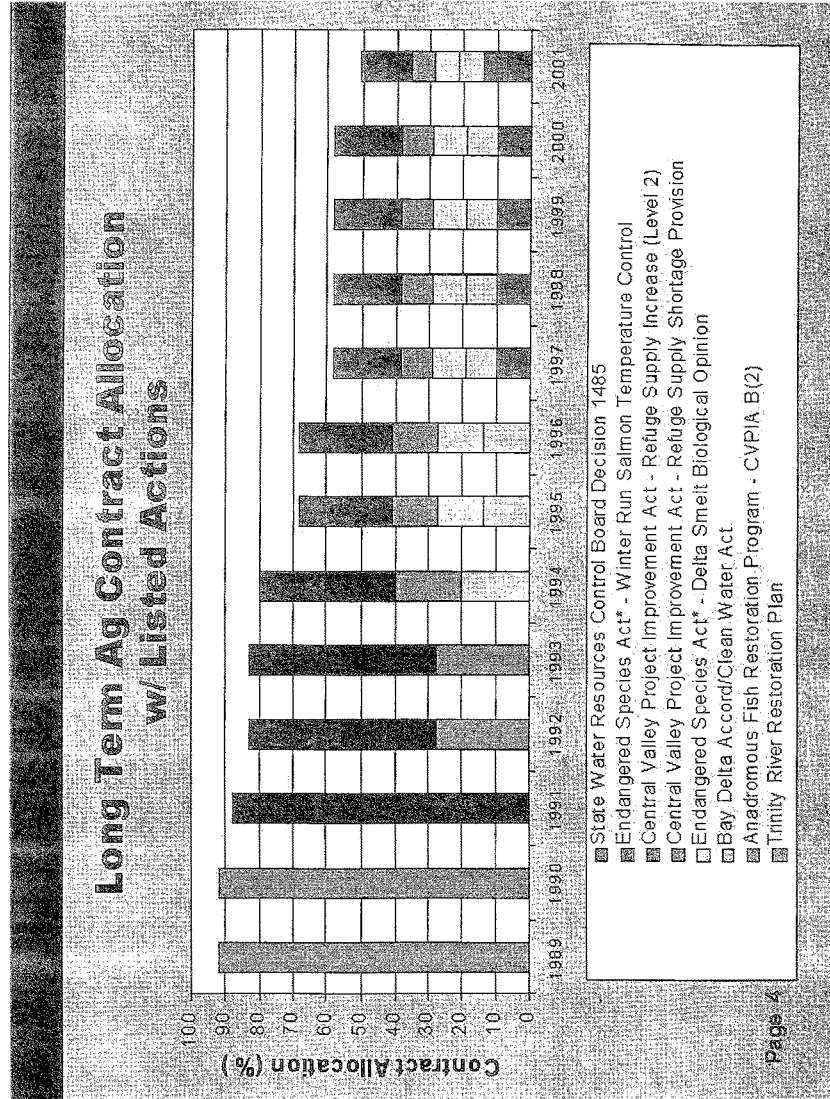 Long Term Ag Contract Allocation
w/ Listed Actions
Contract Allocation (%)
100
90
80
70
60
50
40
30
20
10
0
1989
1990
1991
1992
1993
1994
1995
1996
1997
1998
1999
2000
2001
State Water Resources Control Board Decision 1485
Endangered Species Act* - Winter Run Salmon Temperature Control
Central Valley Project Improvement Act - Refuge Supply Increase (Level 2)
Central Valley Project Improvement Act - Refuge Supply Shortage Provision
Endangered Species Act* - Delta Smelt Biological Opinion
Bay Delta Accord/Clean Water Act
Anadromous Fish Restoration Program - CVPIA B(2)
Trinity River Restoration Plan
Page 4